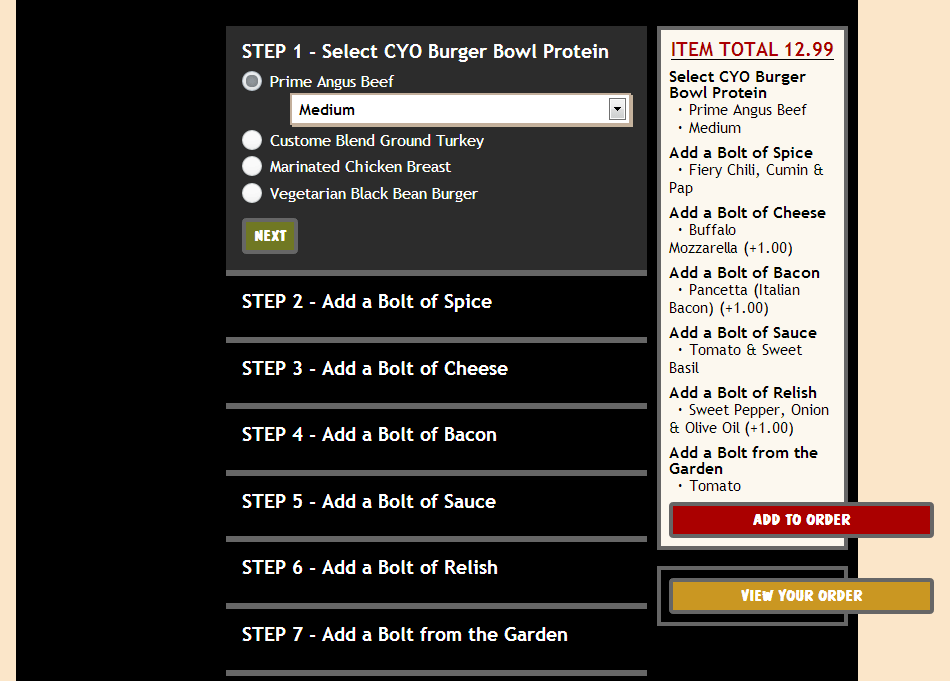 STEP 1 - Select CYO Burger Bowl Protein
Prime Angus Beef
Medium
Custome Blend Ground Turkey
Marinated Chicken Breast
Vegetarian Black Bean Burger
NEXT
STEP 2 - Add a Bolt of Spice
STEP 3 - Add a Bolt of Cheese
STEP 4 - Add a Bolt of Bacon
STEP 5 - Add a Bolt of Sauce
STEP 6 - Add a Bolt of Relish
STEP 7 - Add a Bolt from the Garden
ITEM TOTAL 12.99
Select CYO Burger
Bowl Protein
· Prime Angus Beef
· Medium
Add a Bolt of Spice
· Fiery Chili, Cumin &
Pap
Add a Bolt of Cheese
· Buffalo
Mozzarella (+1.00)
Add a Bolt of Bacon
· Pancetta (Italian
Bacon) (+1.00)
Add a Bolt of Sauce
· Tomato & Sweet
Basil
Add a Bolt of Relish
· Sweet Pepper, Onion
& Olive Oil (+1.00)
Add a Bolt from the
Garden
· Tomato
ADD TO ORDER
VIEW YOUR ORDER